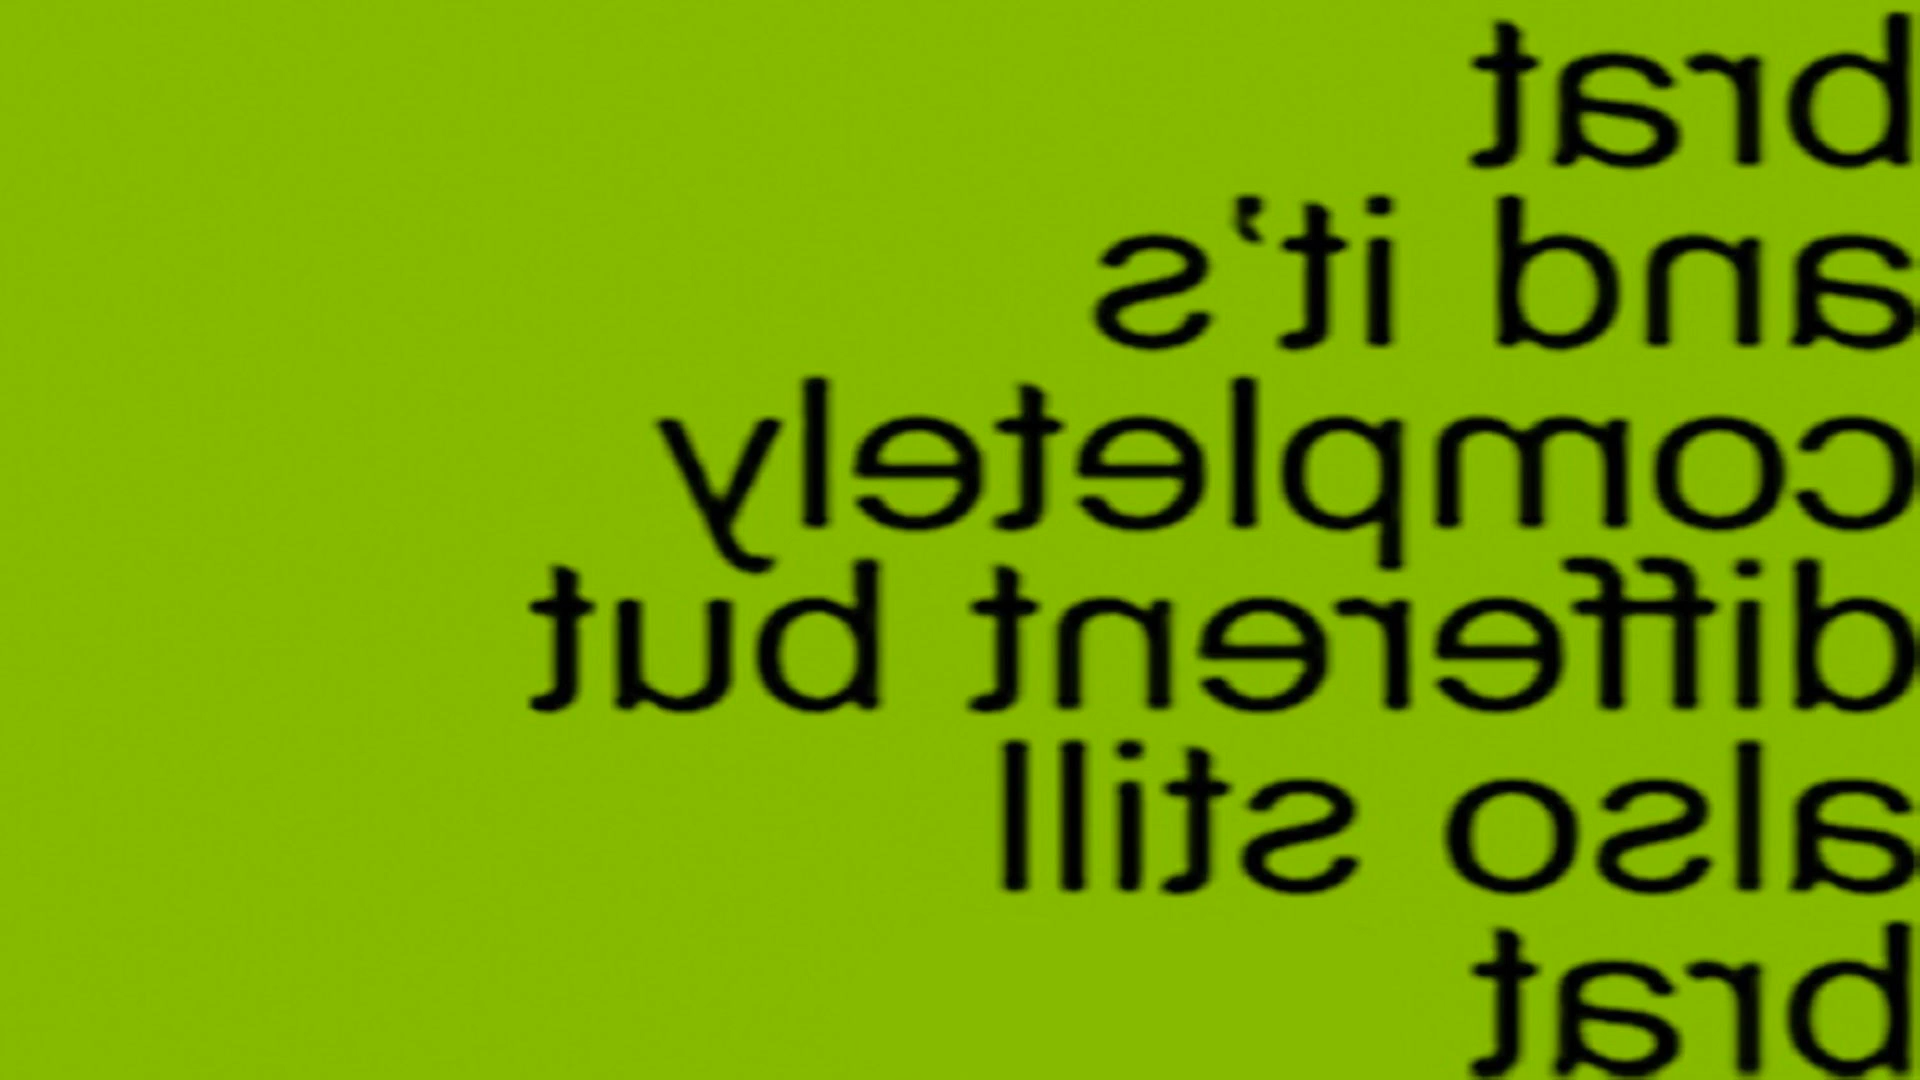 brat
and it’s
completely
different but
also still
brat